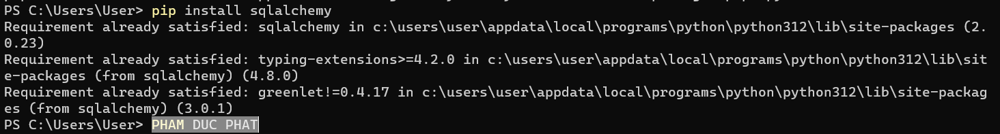 PS C:\Users\User> pip install sqlalchemy
Requirement already satisfied: sqlalchemy in c:\users\user\appdata\local\programs\python\python312\lib\site-packages (2.
0.23)
Requirement already satisfied: typing-extensions>=4.2.0 in c:\users\user\appdata\local\programs\python\python312\lib\sit
e-packages (from sqlalchemy) (4.8.0)
Requirement already satisfied: greenlet!=0.4.17 in c:\users\user\appdata\local\programs\python\python312\lib\site-packag
es (from sqlalchemy) (3.0.1)
PS C:\Users\User> PHAM DUC PHAT